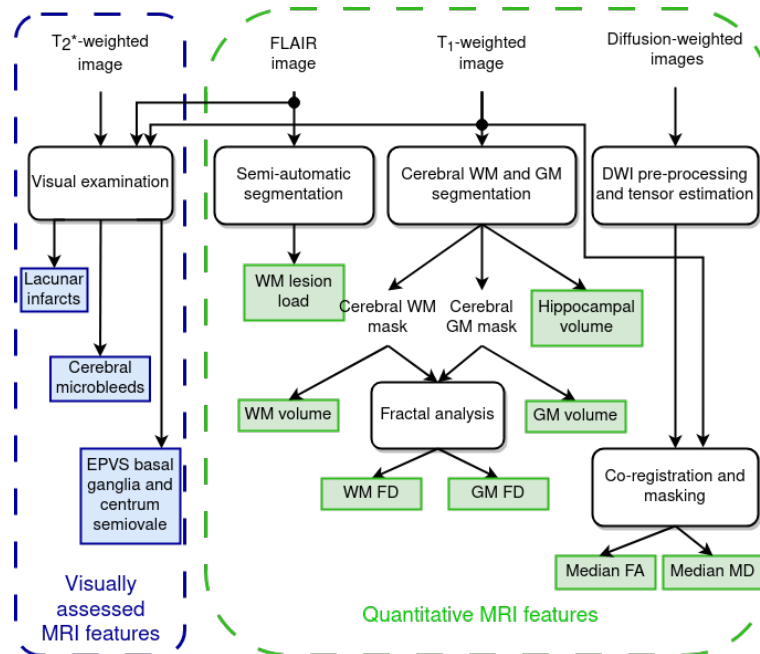 T2*-weighted
image
FLAIR
image
T1-weighted
image
Diffusion-weighted
images
Visual examination
Semi-automatic
segmentation
Cerebral WM and GM
segmentation
DWI pre-processing
and tensor estimation
Lacunar
infarcts
WM lesion
load
Cerebral WM
mask
Cerebral
GM mask
Hippocampal
volume
Cerebral
microbleeds
WM volume
Fractal analysis
GM volume
EPVS basal
ganglia and
centrum
semiovale
WM FD
GM FD
Co-registration and
masking
Median FA
Median MD
Visually
assessed
MRI features
Quantitative MRI features